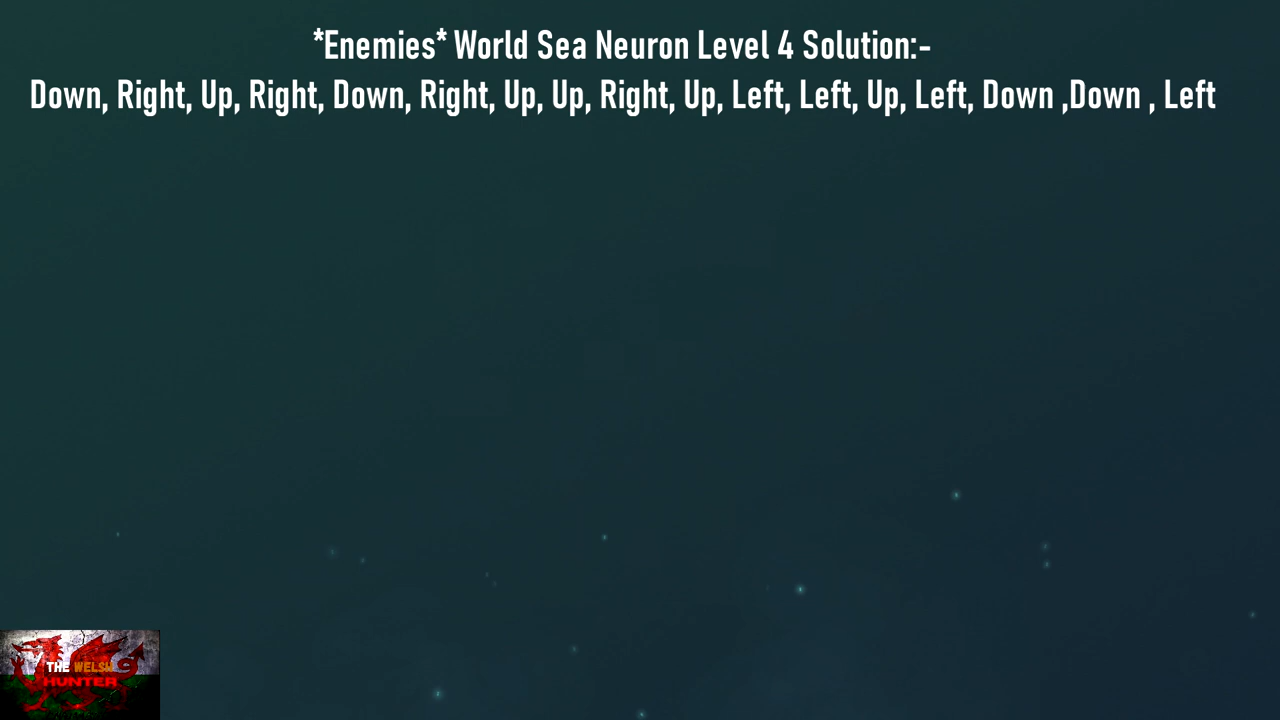 *Enemies* World Sea Neuron Level 4 Solution:-
Down, Right, Up, Right, Down, Right, Up, Up, Right, Up, Left, Left, Up, Left, Down ,Down , Left
THE WELSH
HUNTER